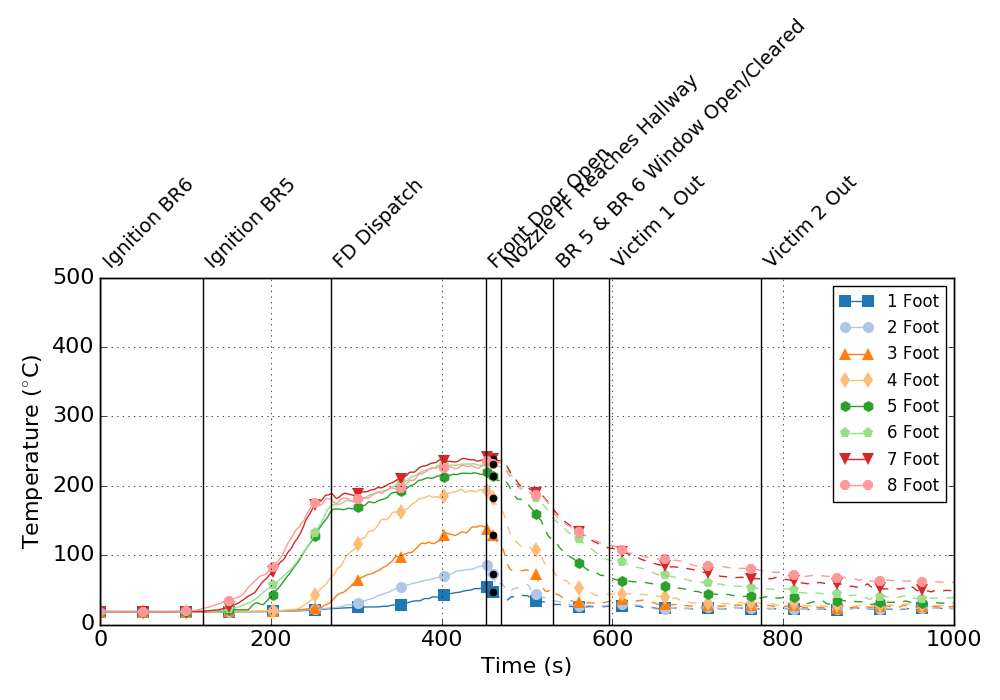 Ignition BR6
Ignition BR5
FD Dispatch
Front Door Open
Nozzle FF Reaches Hallway
BR 5 & BR 6 Window Open/Cleared
Victim 1 Out
Victim 2 Out
500
400
300
200
100
0
Temperature (°C)
1 Foot
2 Foot
3 Foot
4 Foot
5 Foot
6 Foot
7 Foot
8 Foot
0 200 400 600 800 1000
Time (s)